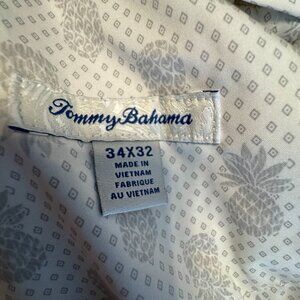 Tommy Bahama
34X32
MADE IN
VIETNAM
FABRIQUE
AU VIETNAM